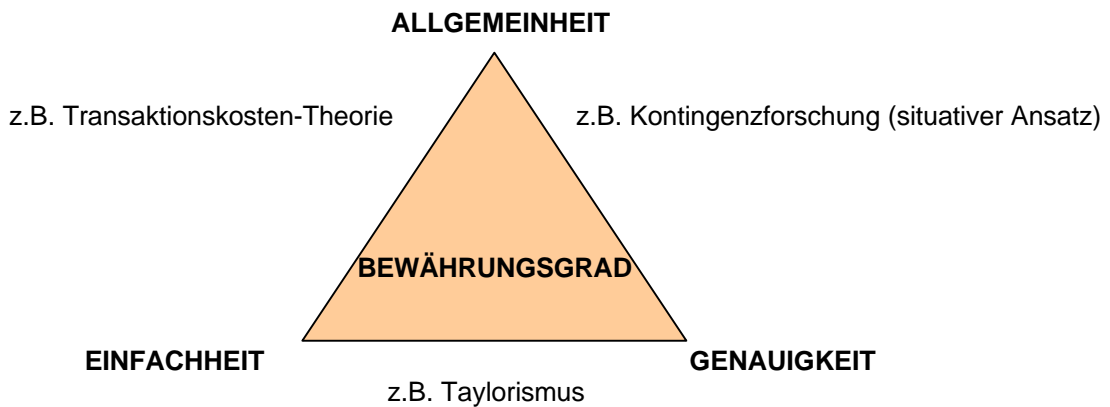 ALLGEMEINHEIT
z.B. Transaktionskosten-Theorie
z.B. Kontingenzforschung (situativer Ansatz)
BEWÄHRUNGSGRAD
EINFACHHEIT
GENAUIGKEIT
z.B. Taylorismus